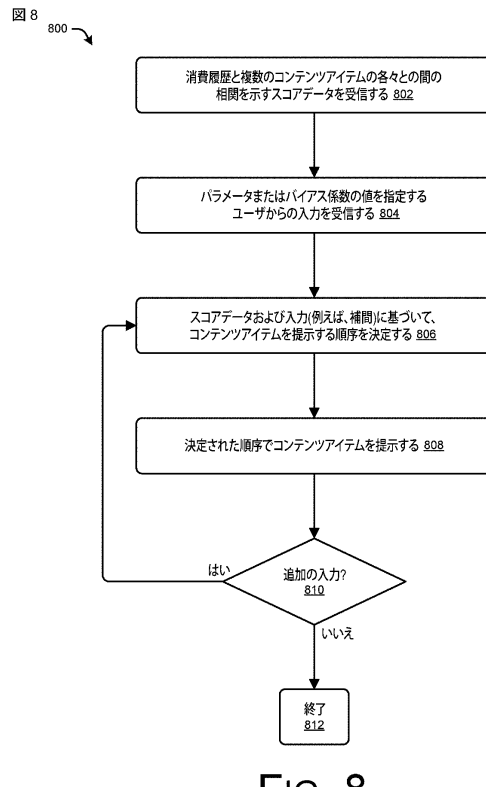 図 8
800
消費履歴と複数のコンテンツアイテムの各々との間の
相関を示すスコアデータを受信する 802
パラメータまたはバイアス係数の値を指定する
ユーザからの入力を受信する 804
スコアデータおよび入力(例えば、補間)に基づいて、
コンテンツアイテムを提示する順序を決定する 806
決定された順序でコンテンツアイテムを提示する 808
追加の入力?
810
はい
いいえ
終了
812
FIG. 8